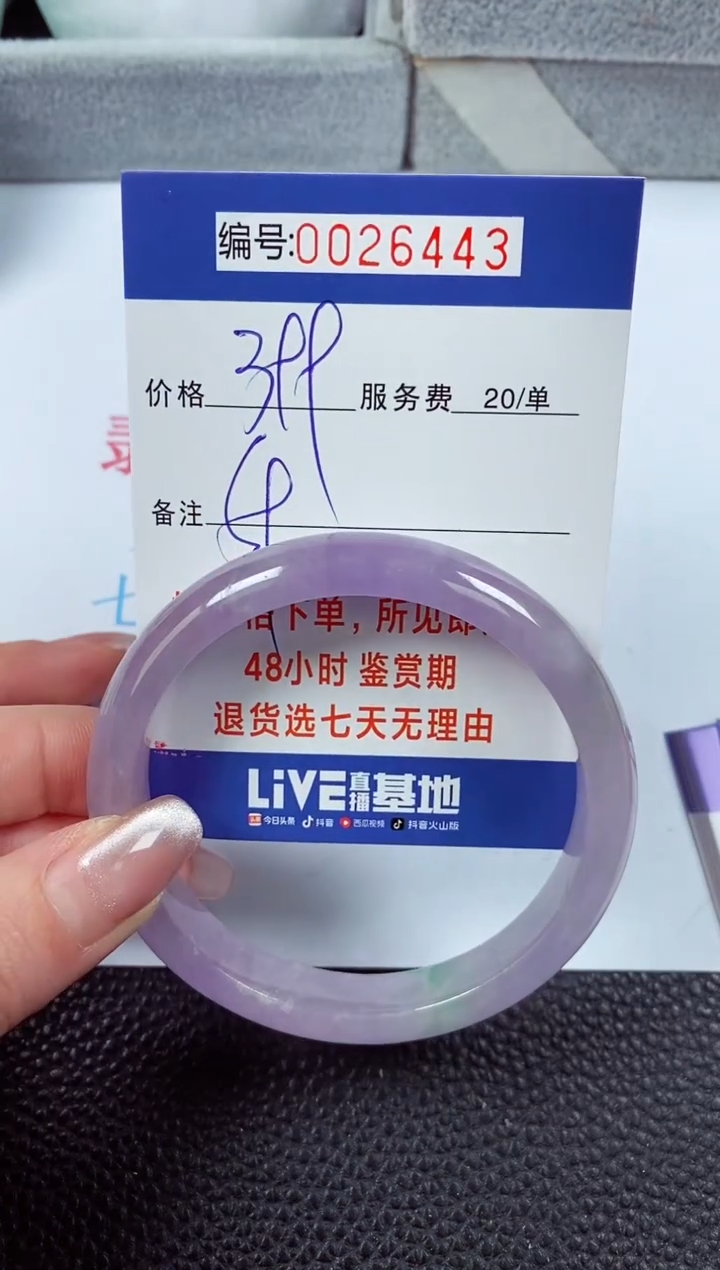 编号:0026443
价格 399 服务费 20/单
备注
下单，所见即
48小时 鉴赏期
退货选七天无理由
LiVE直播基地
今日头条 抖音 西瓜视频 抖音火山版
七